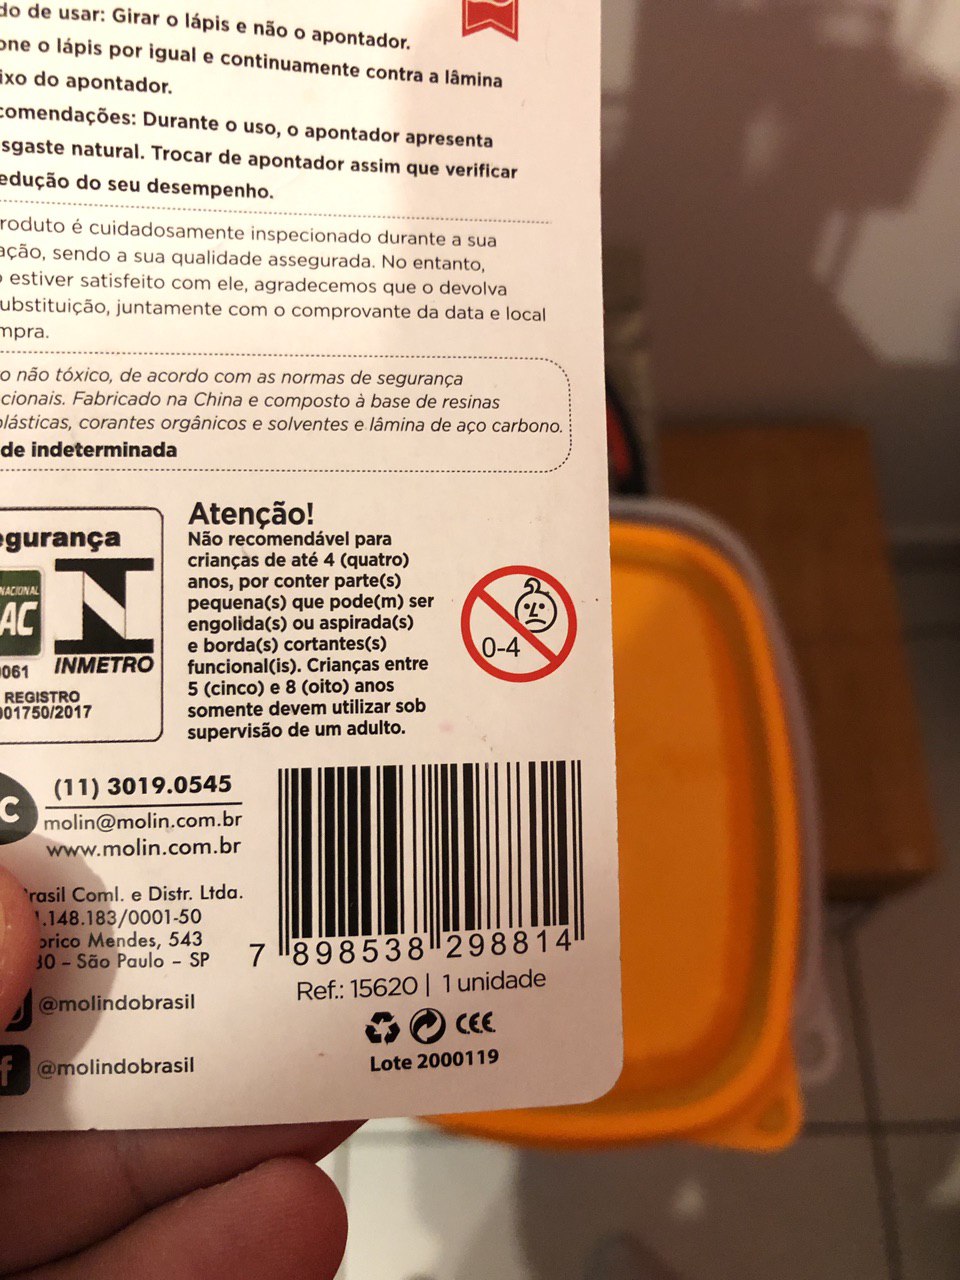 do de usar: Girar o lápis e não o apontador.
one o lápis por igual e continuamente contra a lâmina
ixo do apontador.
comendações: Durante o uso, o apontador apresenta
sgaste natural. Trocar de apontador assim que verificar
edução do seu desempenho.
roduto é cuidadosamente inspecionado durante a sua
ação, sendo a sua qualidade assegurada. No entanto,
o estiver satisfeito com ele, agradecemos que o devolva
ubstituição, juntamente com o comprovante da data e local
mpra.
o não tóxico, de acordo com as normas de segurança
cionais. Fabricado na China e composto à base de resinas
plásticas, corantes orgânicos e solventes e lâmina de aço carbono.
de indeterminada
egurança
NACIONAL
AC
INMETRO
0061
REGISTRO
001750/2017
Atenção!
Não recomendável para
crianças de até 4 (quatro)
anos, por conter parte(s)
pequena(s) que pode(m) ser
engolida(s) ou aspirada(s)
e borda(s) cortantes(s)
funcional(is). Crianças entre
5 (cinco) e 8 (oito) anos
somente devem utilizar sob
supervisão de um adulto.
0-4
C
(11) 3019.0545
molin@molin.com.br
www.molin.com.br
rasil Coml. e Distr. Ltda.
1.148.183/0001-50
orico Mendes, 543
30 – São Paulo – SP
@molindobrasil
f @molindobrasil
7 898538 298814
Ref.: 15620 | 1 unidade
CEE
Lote 2000119